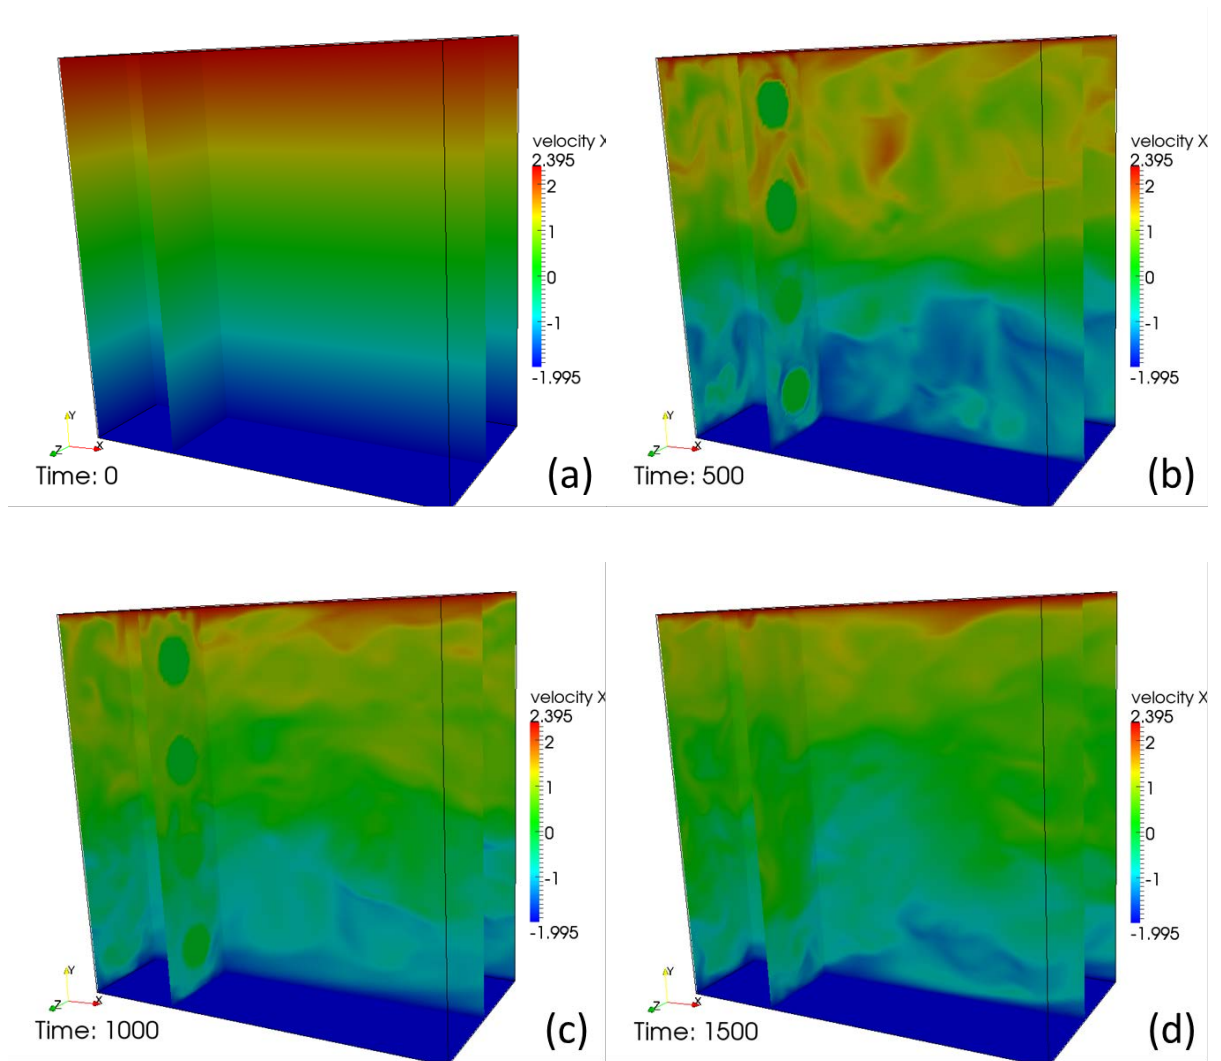 velocity X
2.395
2
1
0
-1
-1.995
Y
Z X
Time: 0
(a)
velocity X
2.395
2
1
0
-1
-1.995
Y
Z X
Time: 500
(b)
velocity X
2.395
2
1
0
-1
-1.995
Y
Z X
Time: 1000
(c)
velocity X
2.395
2
1
0
-1
-1.995
Y
Z X
Time: 1500
(d)